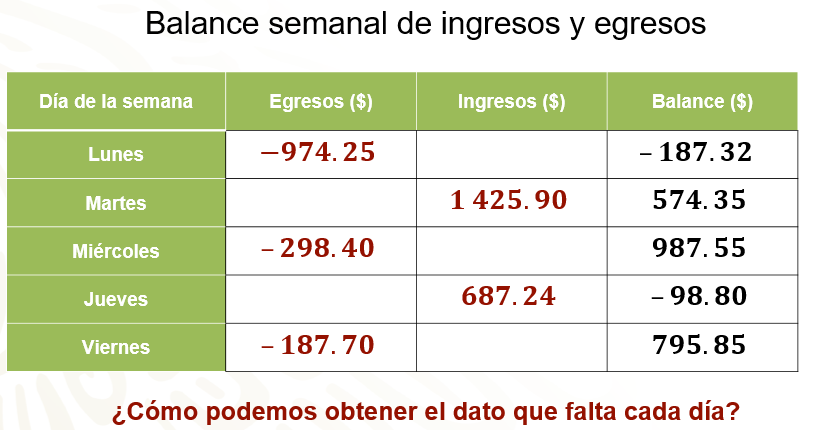 Balance semanal de ingresos y egresos
Día de la semana Egresos ($) Ingresos ($) Balance ($)
Lunes −974.25 −187.32
Martes 1 425.90 574.35
Miércoles −298.40 987.55
Jueves 687.24 −98.80
Viernes −187.70 795.85
¿Cómo podemos obtener el dato que falta cada día?